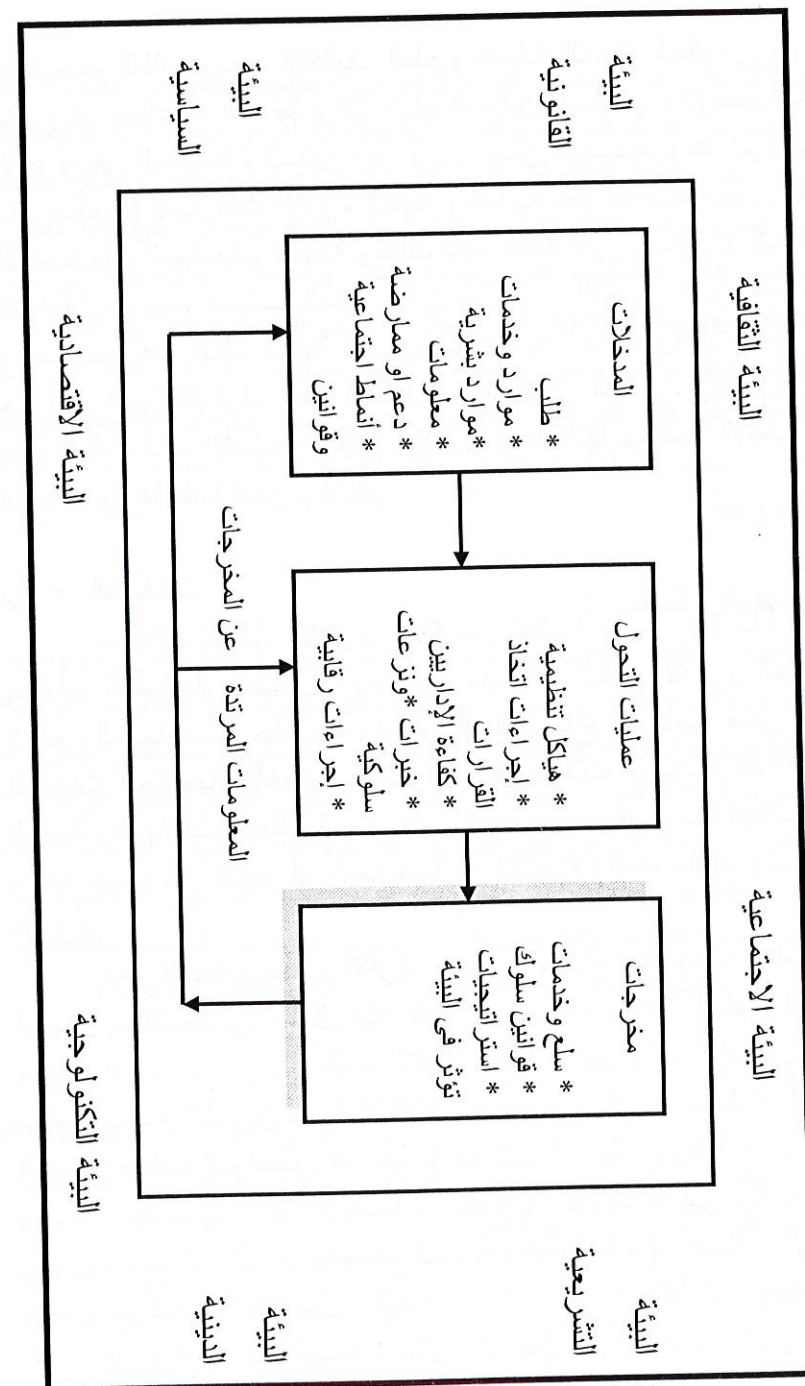 البيئة
القانونية
البيئة الثقافية
البيئة الاجتماعية
البيئة
التشريعية
البيئة
السياسية
المدخلات
* طلب
* موارد وخدمات
*موارد بشرية
* معلومات
* دعم او ممارضة
* أنماط اجتماعية
وقوانين
عمليات التحول
* هياكل تنظيمية
* إجراءات اتخاذ
القرارات
* كفاءة الإداريين
* خبرات *ونزعات
سلوكية
* إجراءات رقابية
مخرجات
* سلع وخدمات
* قوانين سلوك
* استراتيجيات
تؤثر في البيئة
المعلومات المرتدة عن المخرجات
البيئة الاقتصادية
البيئة التكنولوجية
البيئة
الدينية